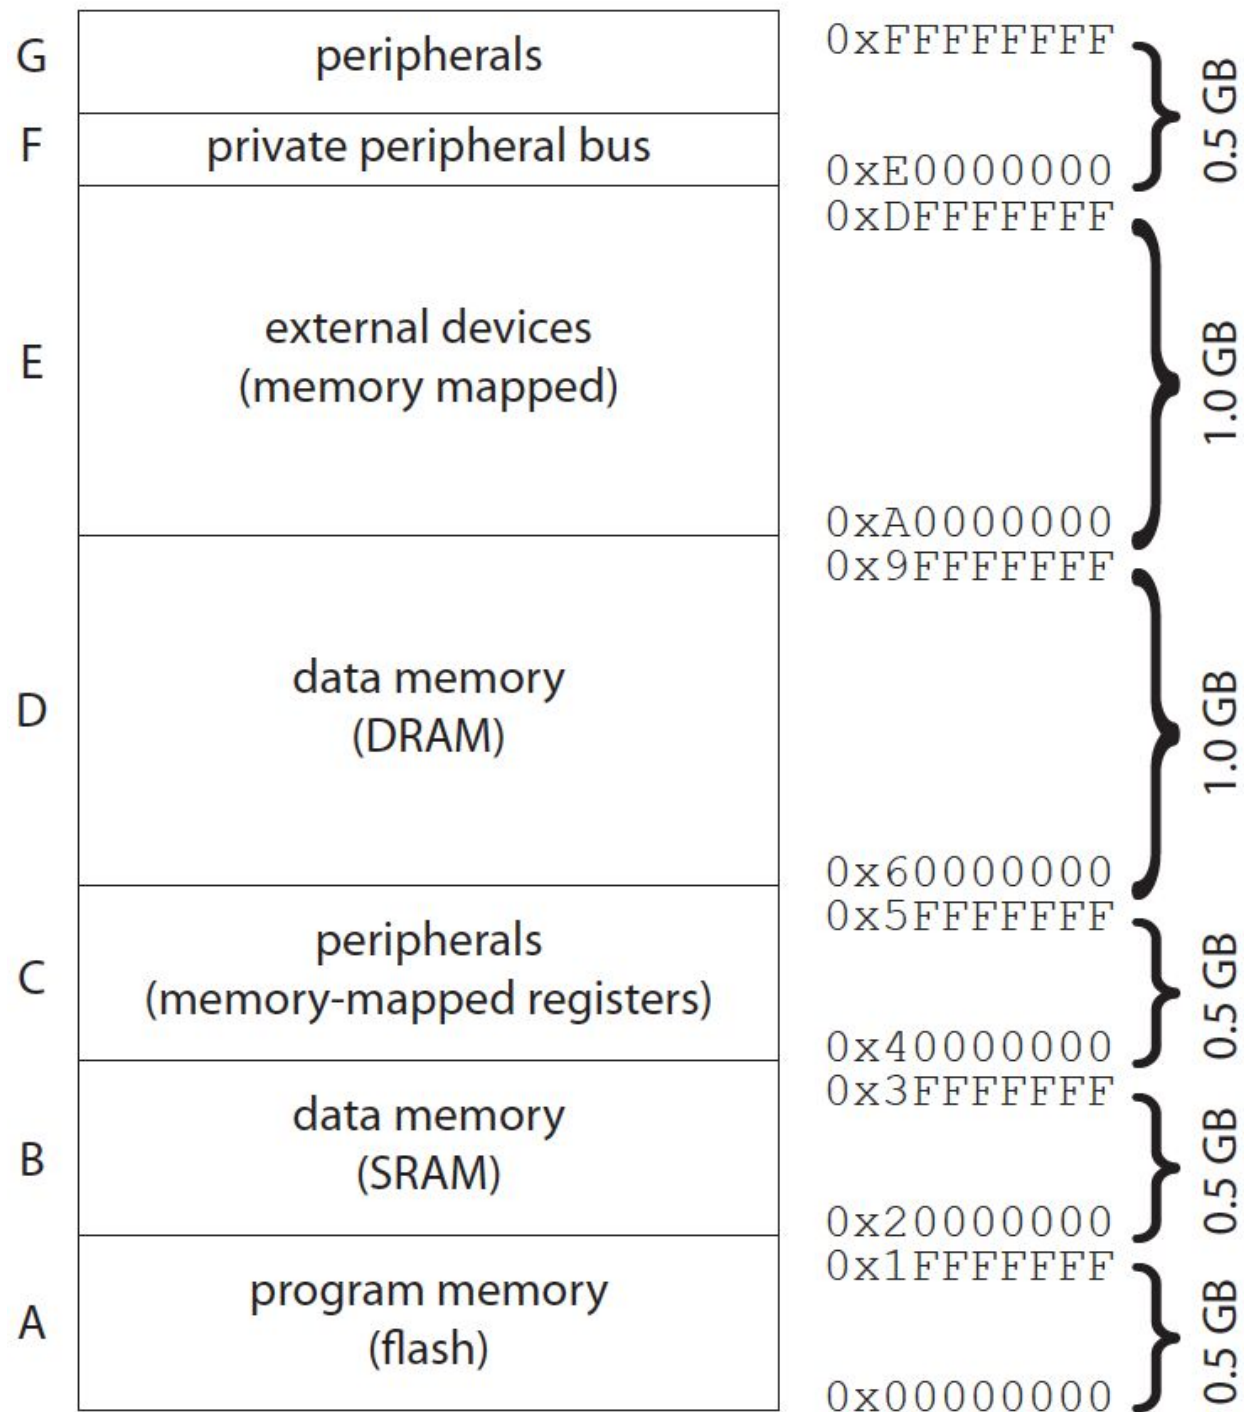 G
peripherals
0xFFFFFFFF
0.5 GB
F
private peripheral bus
0xE0000000
0xDFFFFFFF
E
external devices
(memory mapped)
1.0 GB
0xA0000000
0x9FFFFFFF
D
data memory
(DRAM)
1.0 GB
0x60000000
0x5FFFFFFF
C
peripherals
(memory-mapped registers)
0.5 GB
0x40000000
0x3FFFFFFF
B
data memory
(SRAM)
0.5 GB
0x20000000
0x1FFFFFFF
A
program memory
(flash)
0.5 GB
0x00000000